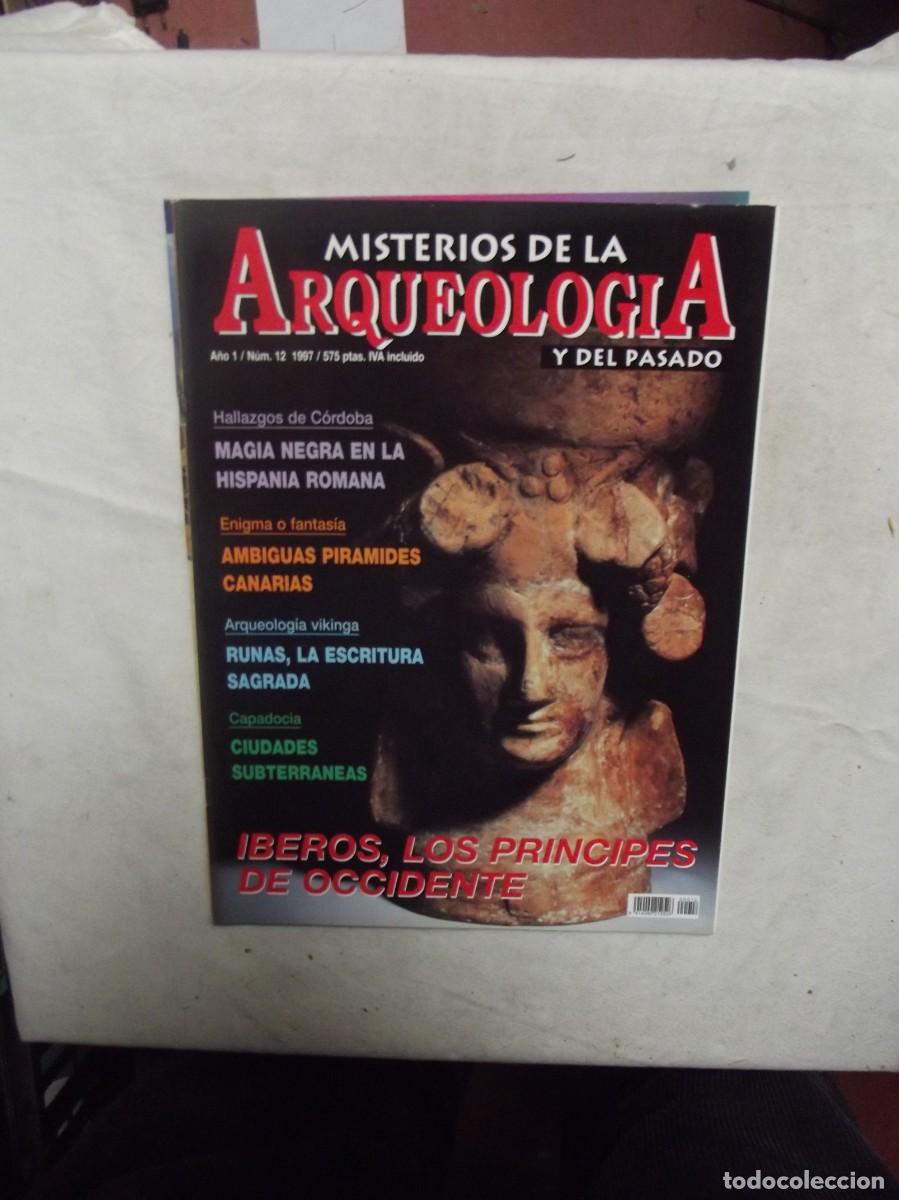 MISTERIOS DE LA
ARQUEOLOGIA
Y DEL PASADO
Año 1 / Núm. 12 1997 / 575 ptas. IVA incluido
Hallazgos de Córdoba
MAGIA NEGRA EN LA
HISPANIA ROMANA
Enigma o fantasía
AMBIGUAS PIRAMIDES
CANARIAS
Arqueología vikinga
RUNAS, LA ESCRITURA
SAGRADA
Capadocia
CIUDADES
SUBTERRANEAS
IBEROS, LOS PRINCIPES
DE OCCIDENTE
todocoleccion